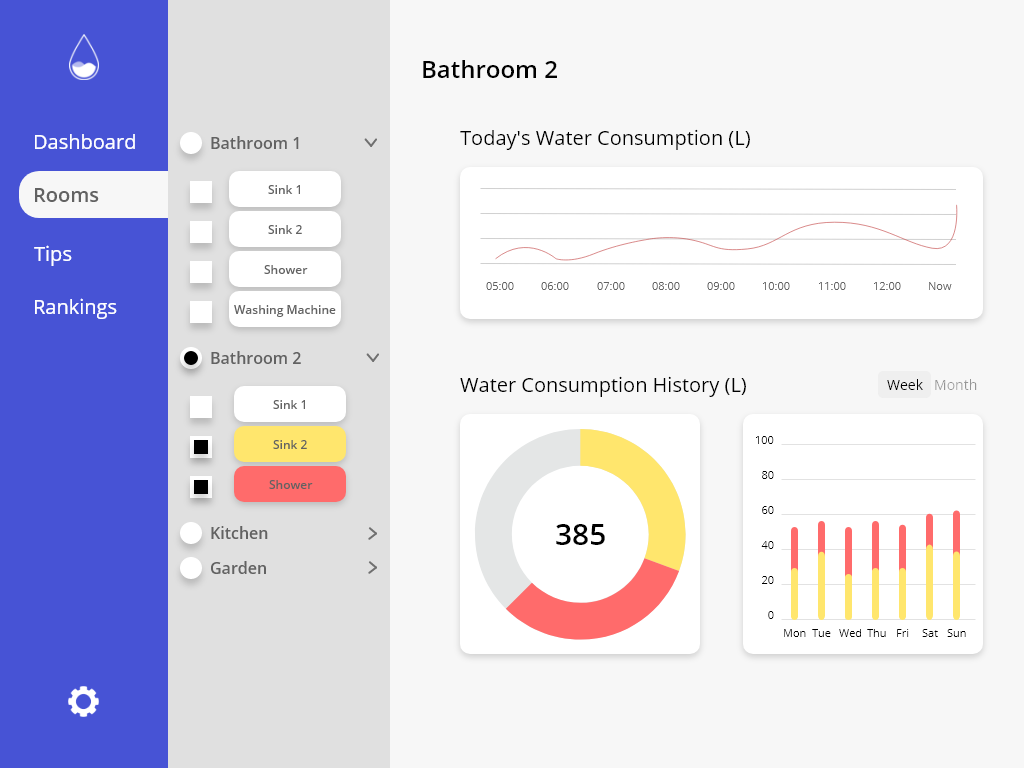 Dashboard
Rooms
Tips
Rankings
Bathroom 1
Sink 1
Sink 2
Shower
Washing Machine
Bathroom 2
Sink 1
Sink 2
Shower
Kitchen
Garden
Bathroom 2
Today's Water Consumption (L)
05:00 06:00 07:00 08:00 09:00 10:00 11:00 12:00 Now
Water Consumption History (L)
Week Month
385
100
80
60
40
20
0
Mon Tue Wed Thu Fri Sat Sun